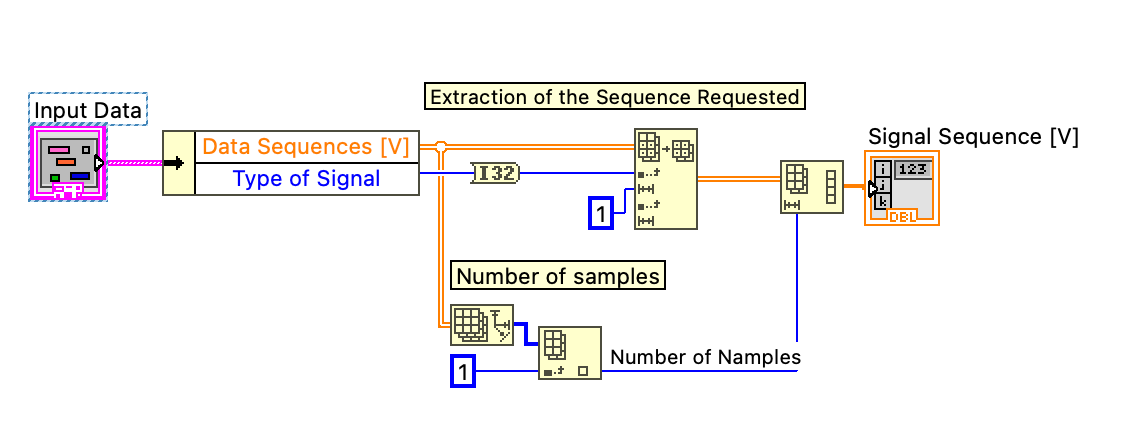 Input Data
Extraction of the Sequence Requested
Data Sequences [V]
Type of Signal
I32
1
Signal Sequence [V]
i
j
k
123
DBL
Number of samples
1
Number of Namples